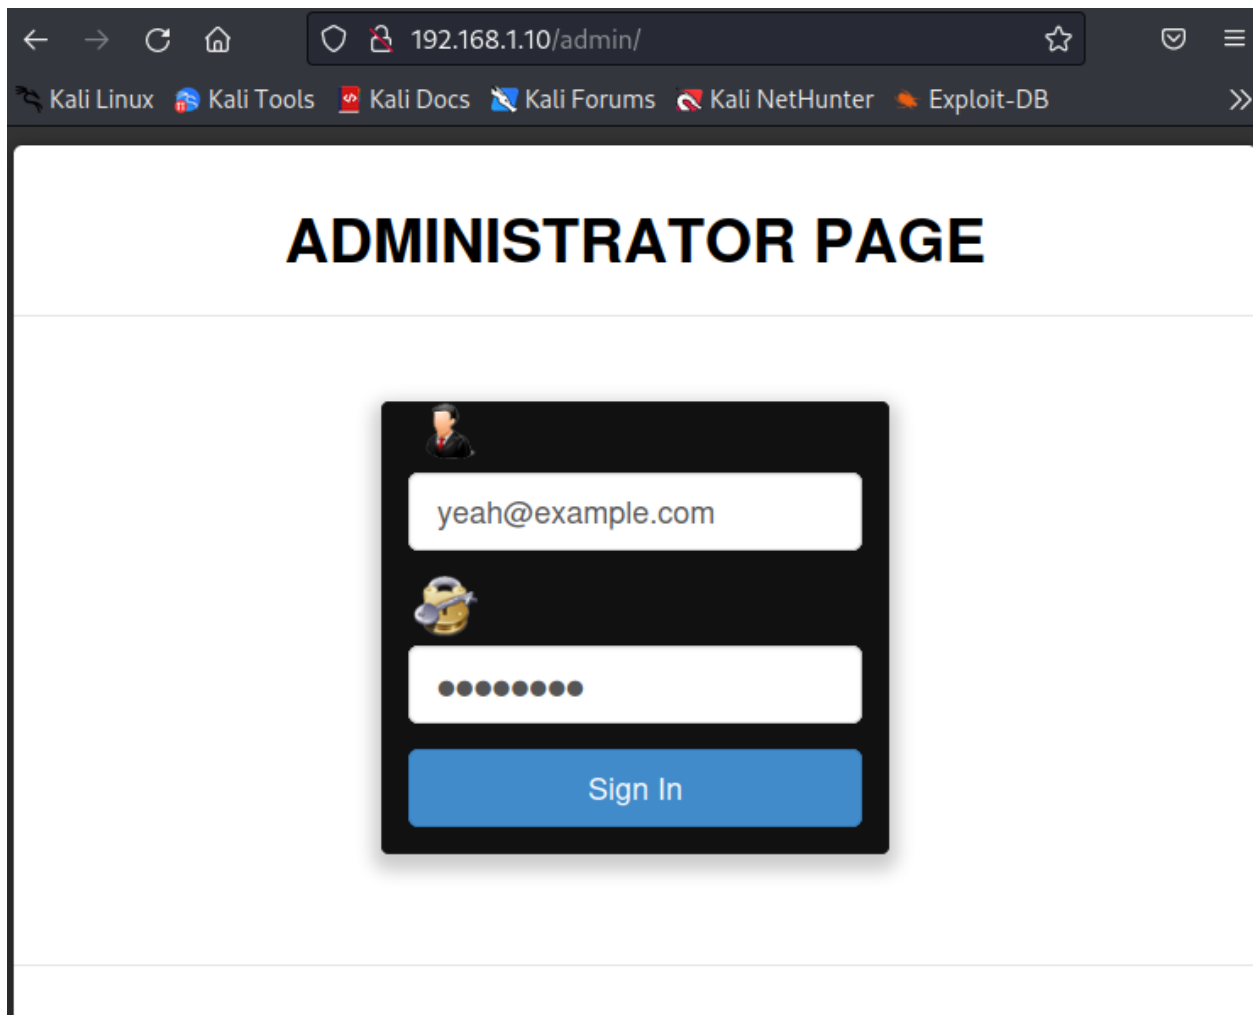 192.168.1.10/admin/
Kali Linux Kali Tools Kali Docs Kali Forums Kali NetHunter Exploit-DB
ADMINISTRATOR PAGE
yeah@example.com
••••••••
Sign In